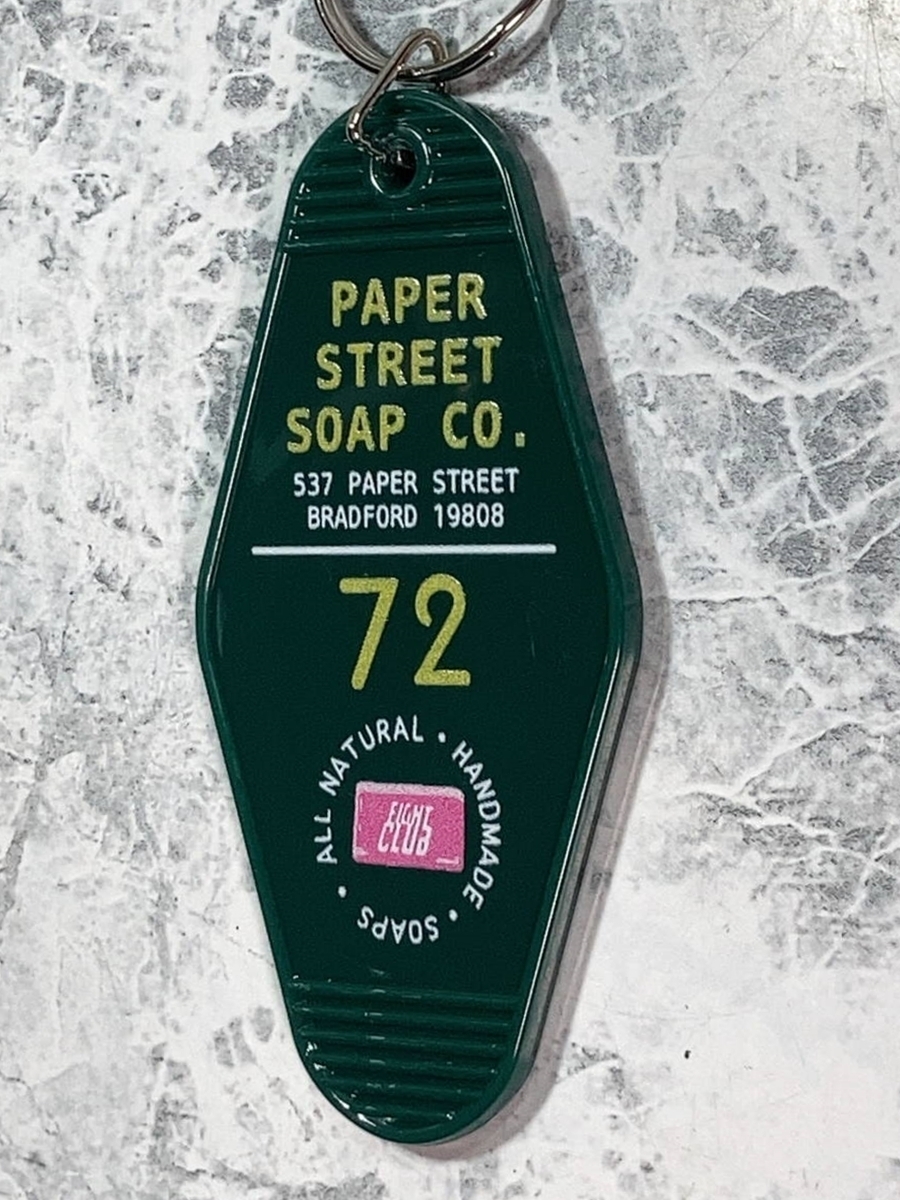 PAPER
STREET
SOAP CO.
537 PAPER STREET
BRADFORD 19808
72
ALL NATURAL • HANDMADE • SOAPS •
FIGHT
CLUB